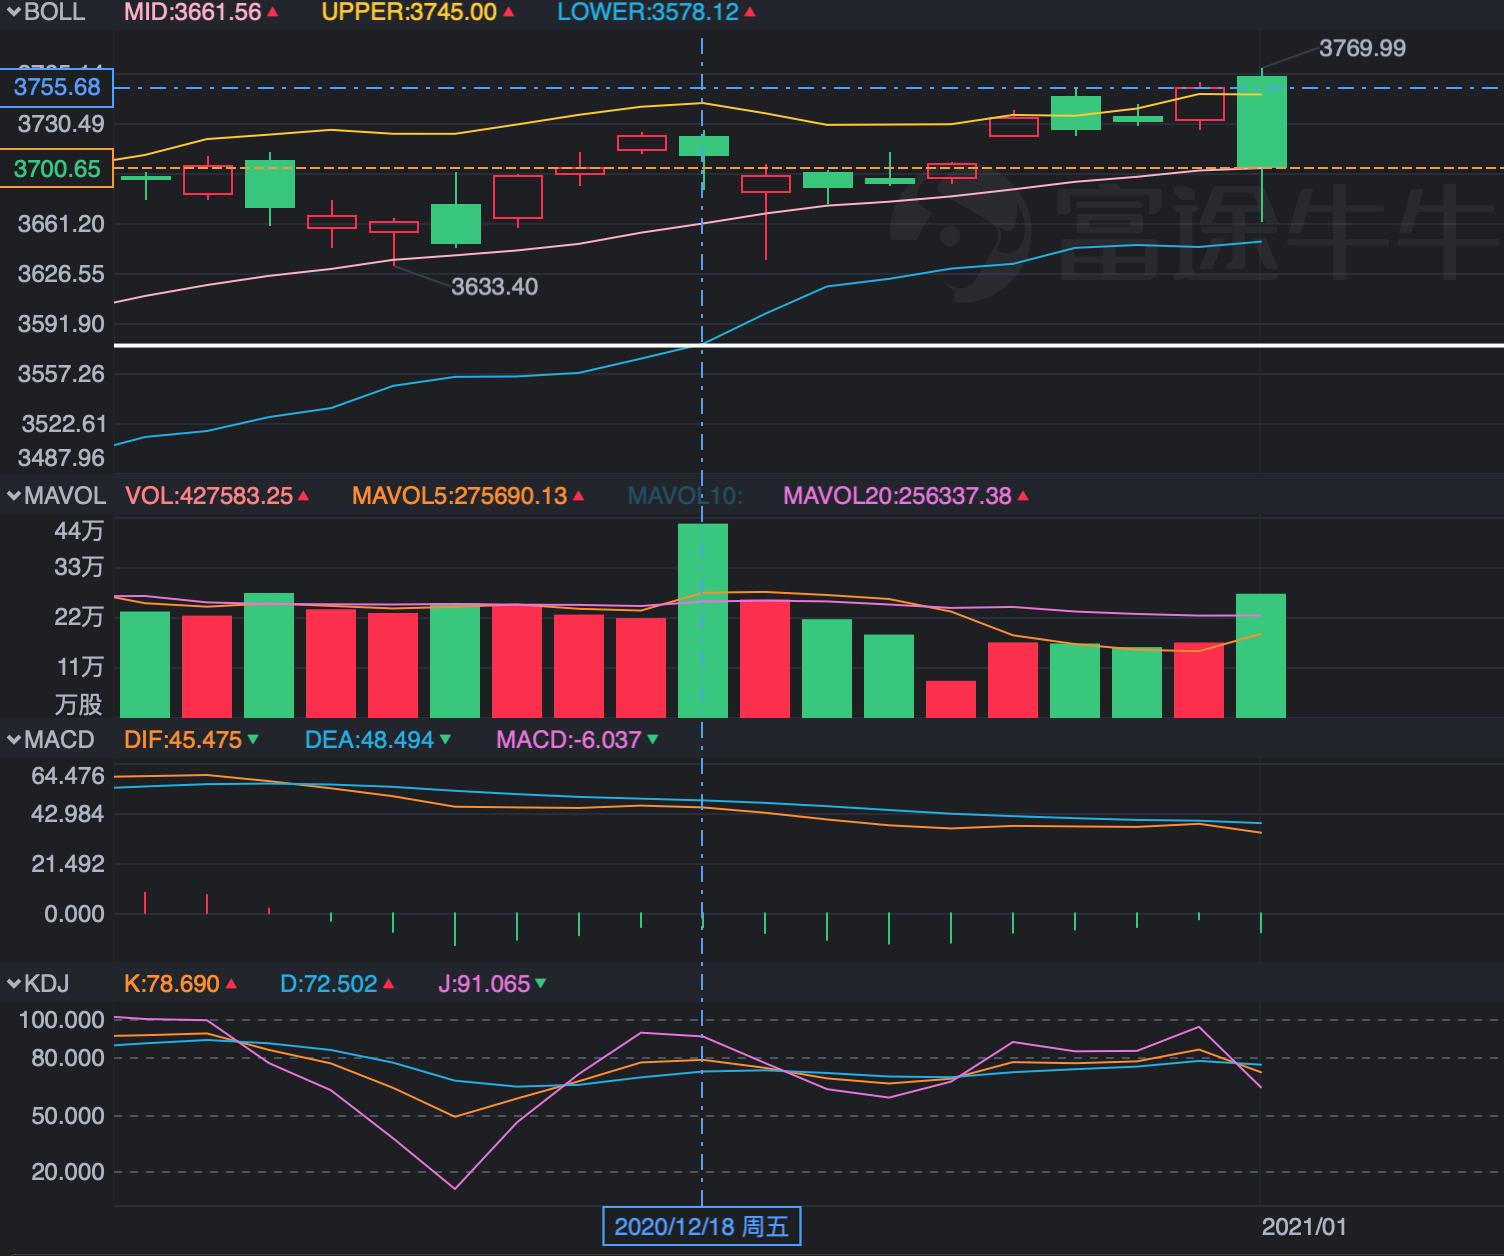 BOLL MID:3661.56 UPPER:3745.00 LOWER:3578.12
3769.99
3755.68
3730.49
3700.65
3661.20
富途牛牛
3626.55
3633.40
3591.90
3557.26
3522.61
3487.96
MAVOL VOL:427583.25 MAVOL5:275690.13 MAVOL10: MAVOL20:256337.38
44万
33万
22万
11万
万股
MACD DIF:45.475 DEA:48.494 MACD:-6.037
64.476
42.984
21.492
0.000
KDJ K:78.690 D:72.502 J:91.065
100.000
80.000
50.000
20.000
2020/12/18 周五 2021/01